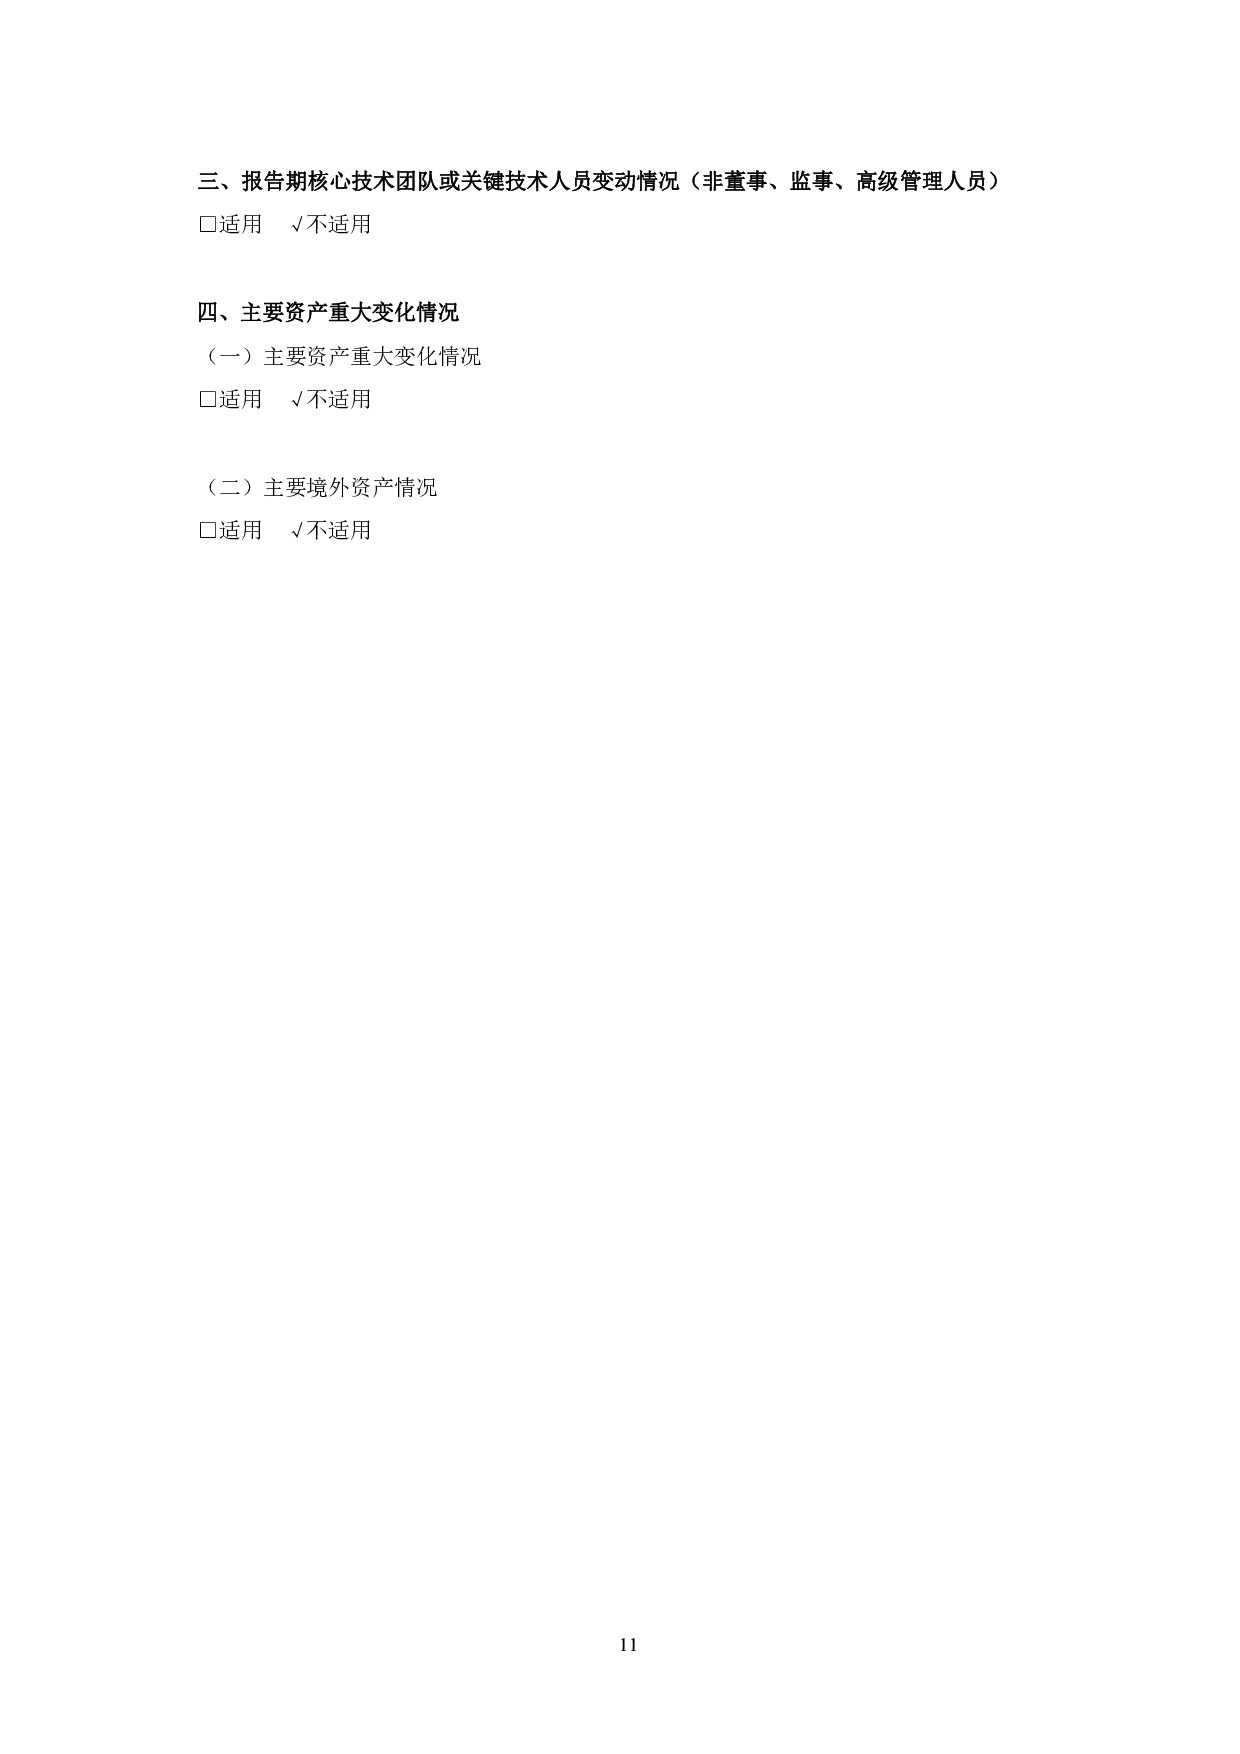 三、报告期核心技术团队或关键技术人员变动情况（非董事、监事、高级管理人员）
□适用 √不适用
四、主要资产重大变化情况
（一）主要资产重大变化情况
□适用 √不适用
（二）主要境外资产情况
□适用 √不适用
11